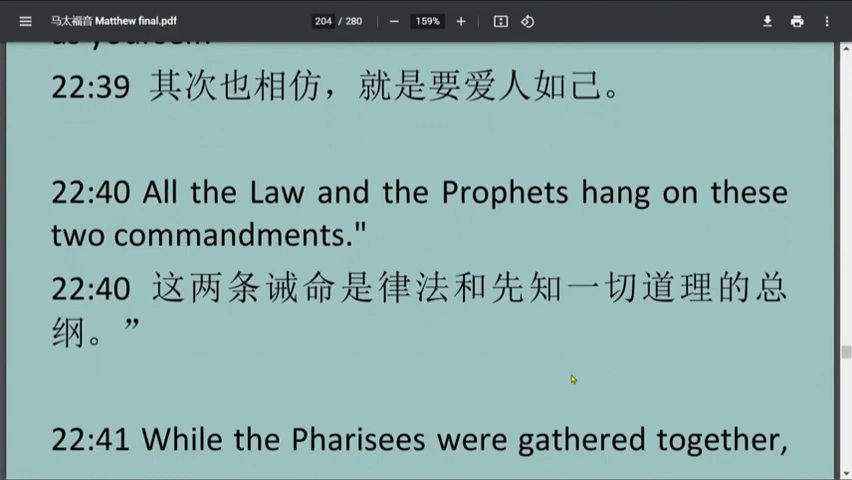 马太福音 Matthew final.pdf
204 / 280
159%
as yourself.
22:39 其次也相仿，就是要爱人如己。
22:40 All the Law and the Prophets hang on these
two commandments."
22:40 这两条诫命是律法和先知一切道理的总
纲。”
22:41 While the Pharisees were gathered together,